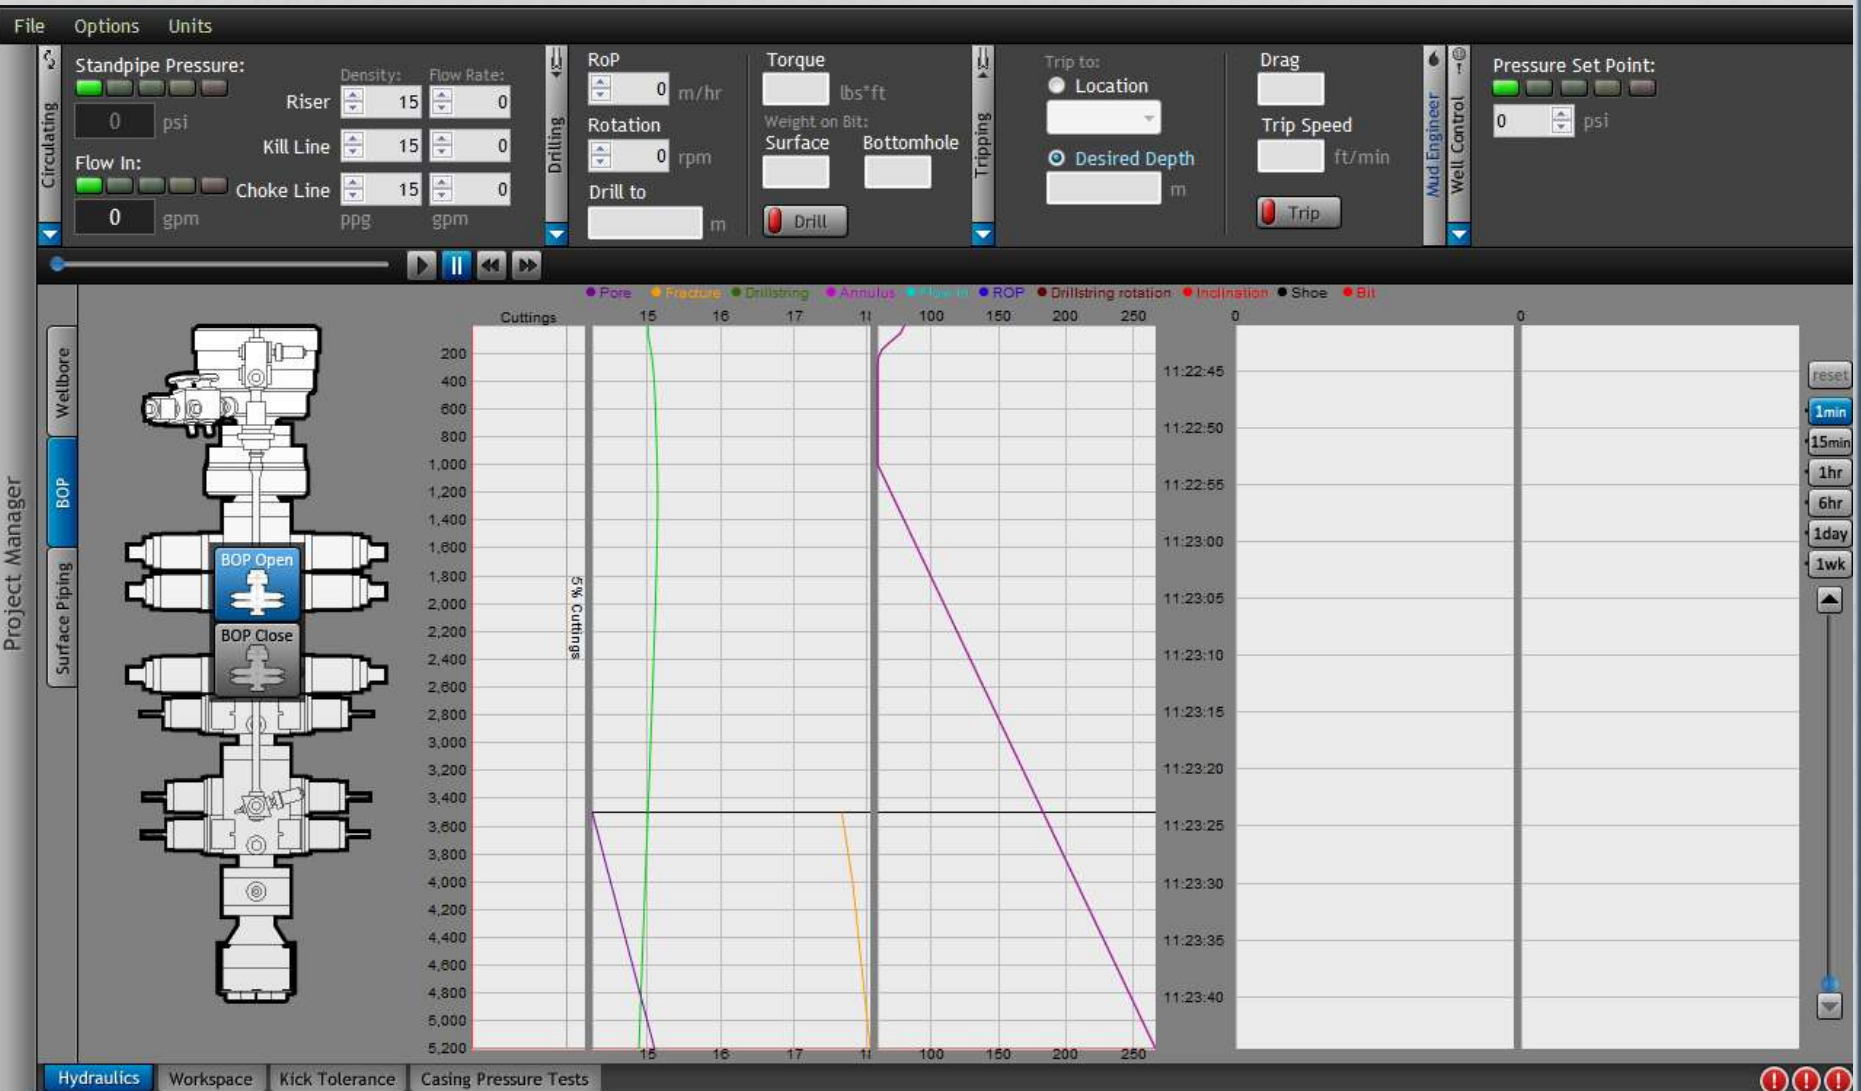 File Options Units
Standpipe Pressure:
0 psi
Flow In:
0 gpm
Density: Flow Rate:
Riser 15 0
Kill Line 15 0
Choke Line 15 0
ppg gpm
Circulating
Drilling
RoP
0 m/hr
Rotation
0 rpm
Drill to
m
Torque
lbs*ft
Weight on Bit:
Surface Bottomhole
Drill
Tripping
Trip to:
Location
Desired Depth
m
Drag
Trip Speed
ft/min
Trip
Mud Engineer
Well Control
Pressure Set Point:
0 psi
Project Manager
Wellbore
BOP
Surface Piping
BOP Open
BOP Close
Pore Fracture Drillstring Annulus Flow In ROP Drillstring rotation Inclination Shoe Bit
Cuttings 15 16 17 100 150 200 250 0 0
200
400
600
800
1,000
1,200
1,400
1,600
1,800
2,000
2,200
2,400
2,600
2,800
3,000
3,200
3,400
3,600
3,800
4,000
4,200
4,400
4,600
4,800
5,000
5,200
5% Cuttings
15 16 17 100 150 200 250
11:22:45
11:22:50
11:22:55
11:23:00
11:23:05
11:23:10
11:23:15
11:23:20
11:23:25
11:23:30
11:23:35
11:23:40
reset
1min
15min
1hr
6hr
1day
1wk
Hydraulics Workspace Kick Tolerance Casing Pressure Tests